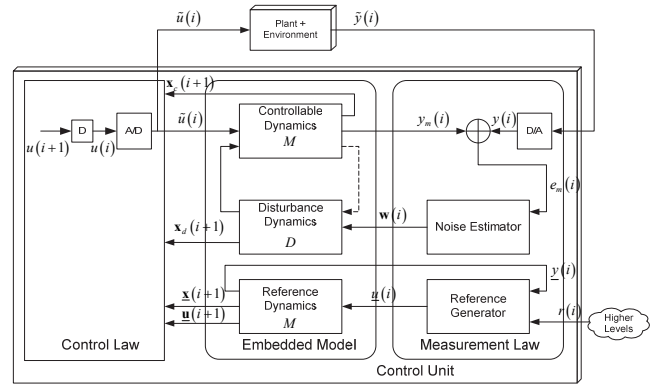 ũ(i)
Plant +
Environment
ỹ(i)
x_c(i+1)
u(i+1)
D
u(i)
A/D
ũ(i)
Controllable
Dynamics
M
y_m(i)
y(i)
D/A
e_m(i)
x_d(i+1)
Disturbance
Dynamics
D
w(i)
Noise Estimator
y(i)
x(i+1)
u(i+1)
Reference
Dynamics
M
u(i)
Reference
Generator
r(i)
Higher
Levels
Control Law
Embedded Model
Measurement Law
Control Unit